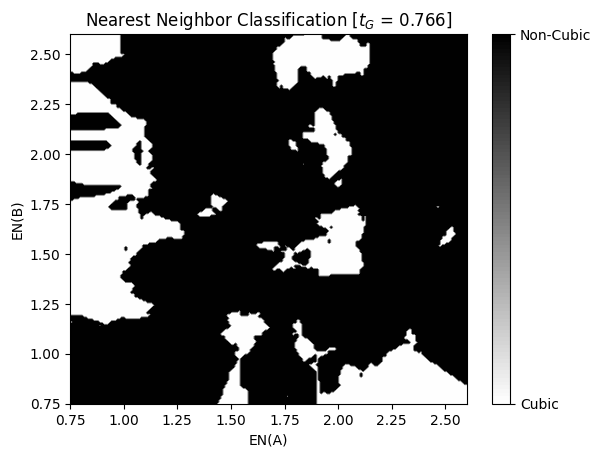 Nearest Neighbor Classification [$t_G$ = 0.766]
2.50
2.25
2.00
1.75
1.50
1.25
1.00
0.75
EN(B)
0.75 1.00 1.25 1.50 1.75 2.00 2.25 2.50
EN(A)
Non-Cubic
Cubic